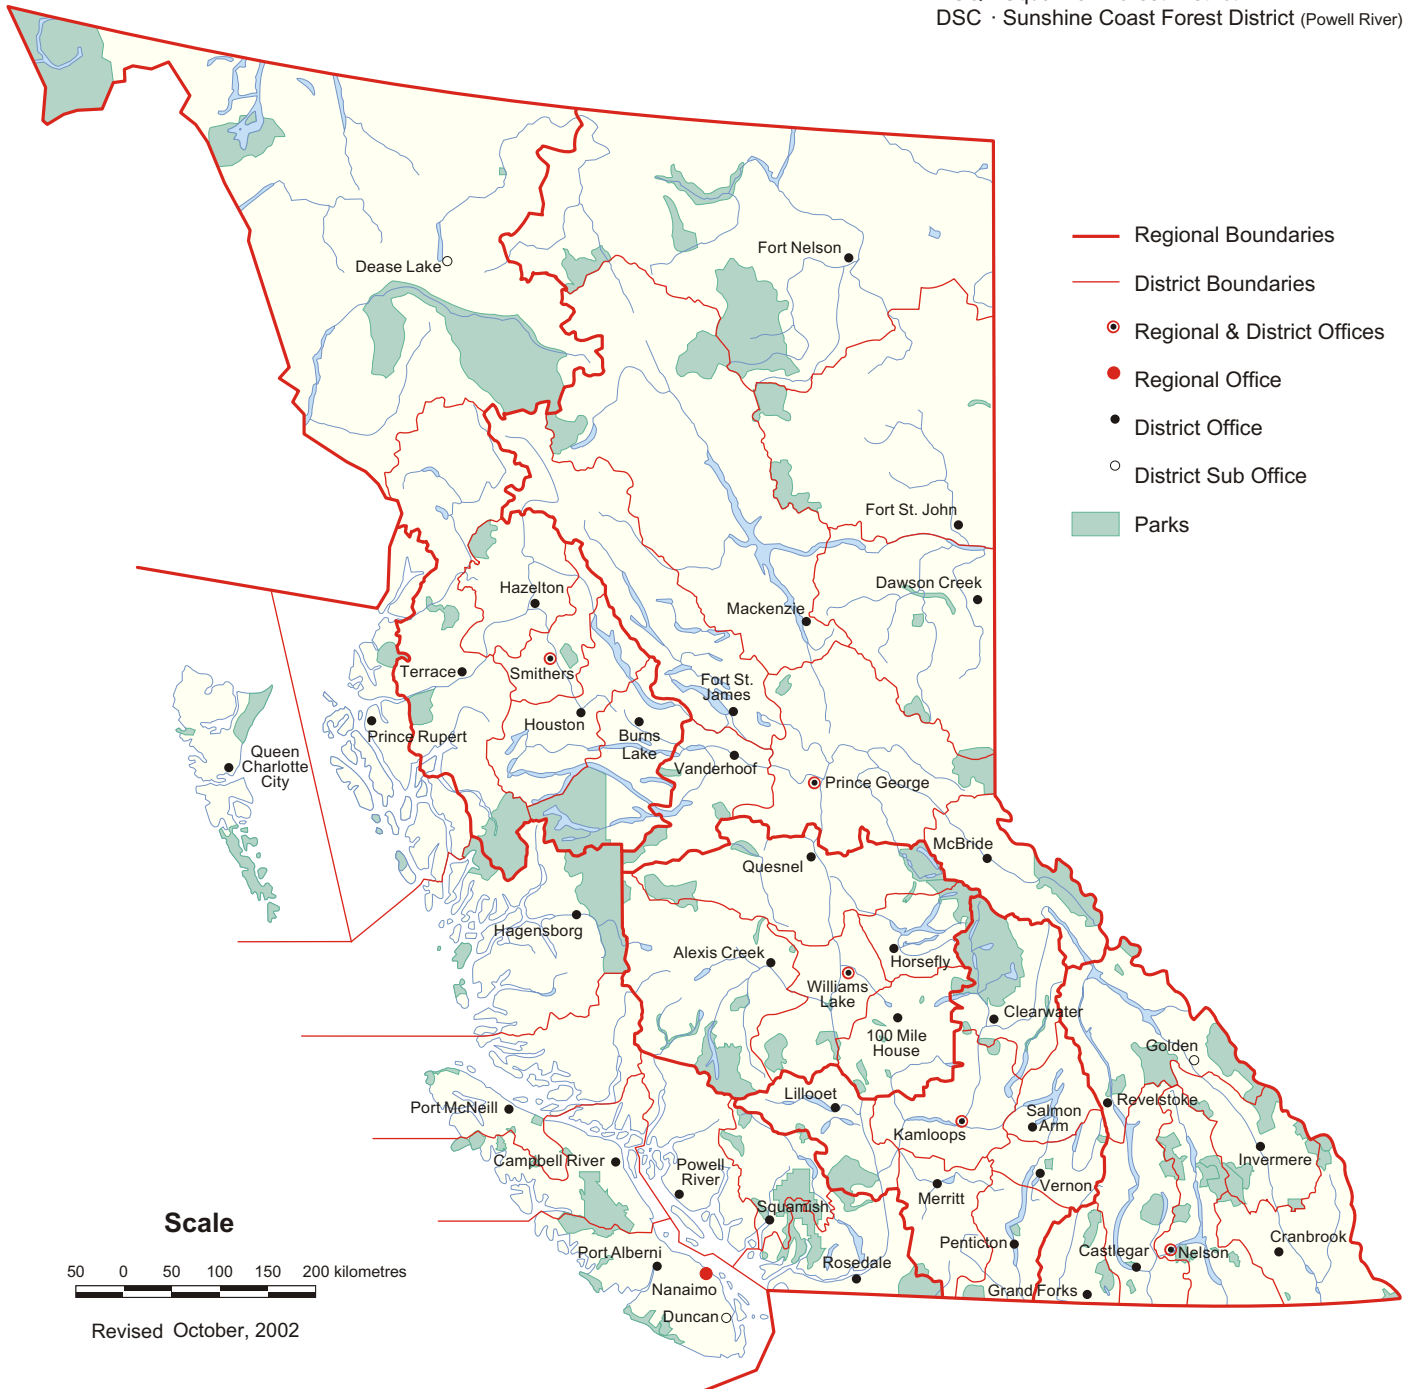 DSC · Sunshine Coast Forest District (Powell River)
Regional Boundaries
District Boundaries
Regional & District Offices
Regional Office
District Office
District Sub Office
Parks
Fort Nelson
Dease Lake
Fort St. John
Dawson Creek
Hazelton
Mackenzie
Terrace
Smithers
Fort St.
James
Houston
Burns
Lake
Prince Rupert
Vanderhoof
Queen
Charlotte
City
Prince George
McBride
Quesnel
Hagensborg
Alexis Creek
Horsefly
Williams
Lake
Clearwater
100 Mile
House
Golden
Lillooet
Port McNeill
Revelstoke
Salmon
Arm
Kamloops
Campbell River
Powell
River
Invermere
Vernon
Merritt
Squamish
Scale
50 0 50 100 150 200 kilometres
Revised October, 2002
Port Alberni
Nanaimo
Duncan
Rosedale
Penticton
Castlegar
Nelson
Cranbrook
Grand Forks